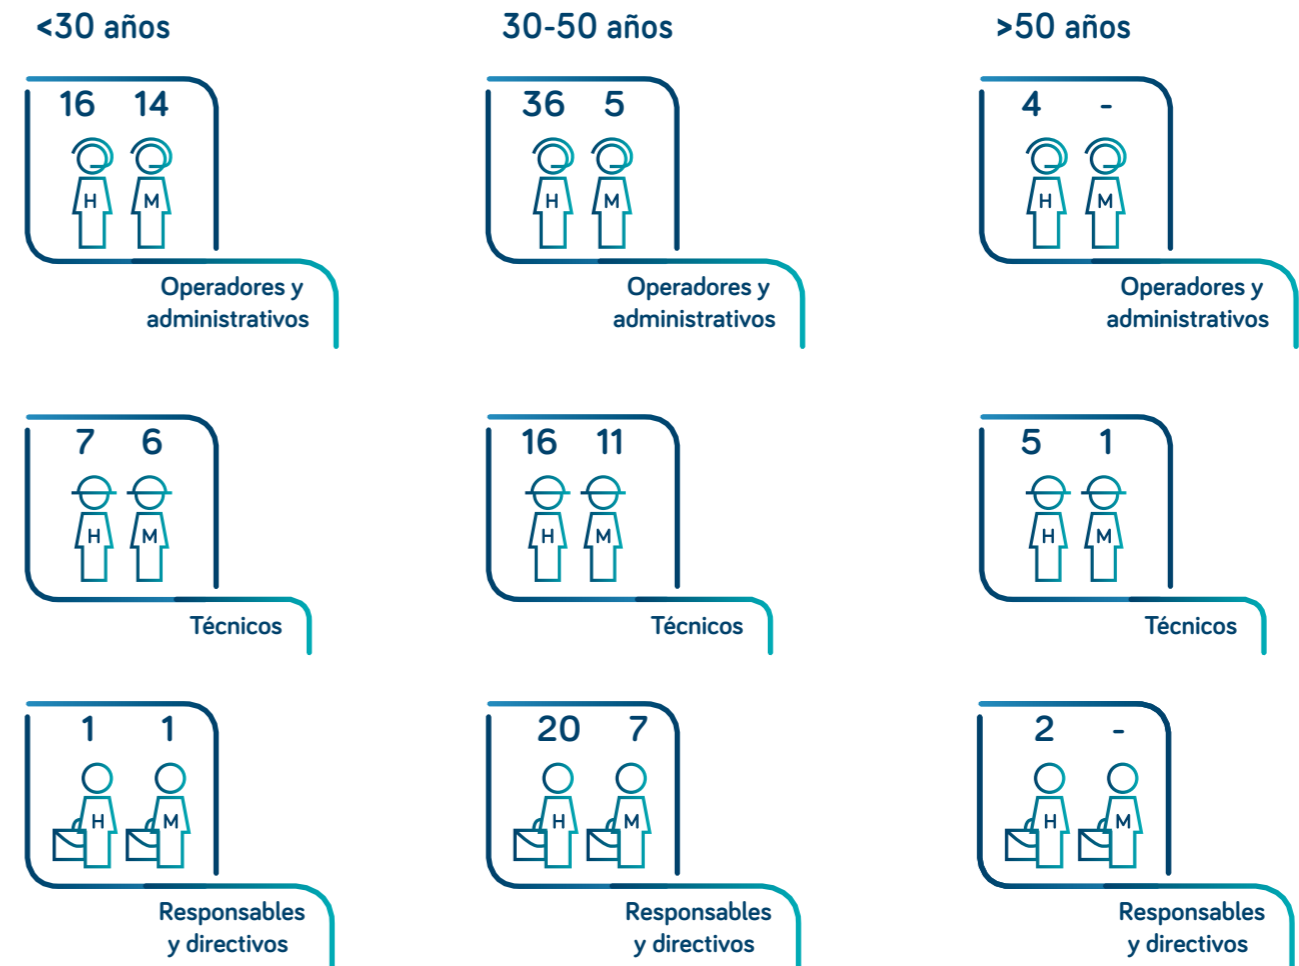 <30 años
30-50 años
>50 años
16 14
36 5
4 -
H M
H M
H M
Operadores y
administrativos
Operadores y
administrativos
Operadores y
administrativos
7 6
16 11
5 1
H M
H M
H M
Técnicos
Técnicos
Técnicos
1 1
20 7
2 -
H M
H M
H M
Responsables
y directivos
Responsables
y directivos
Responsables
y directivos